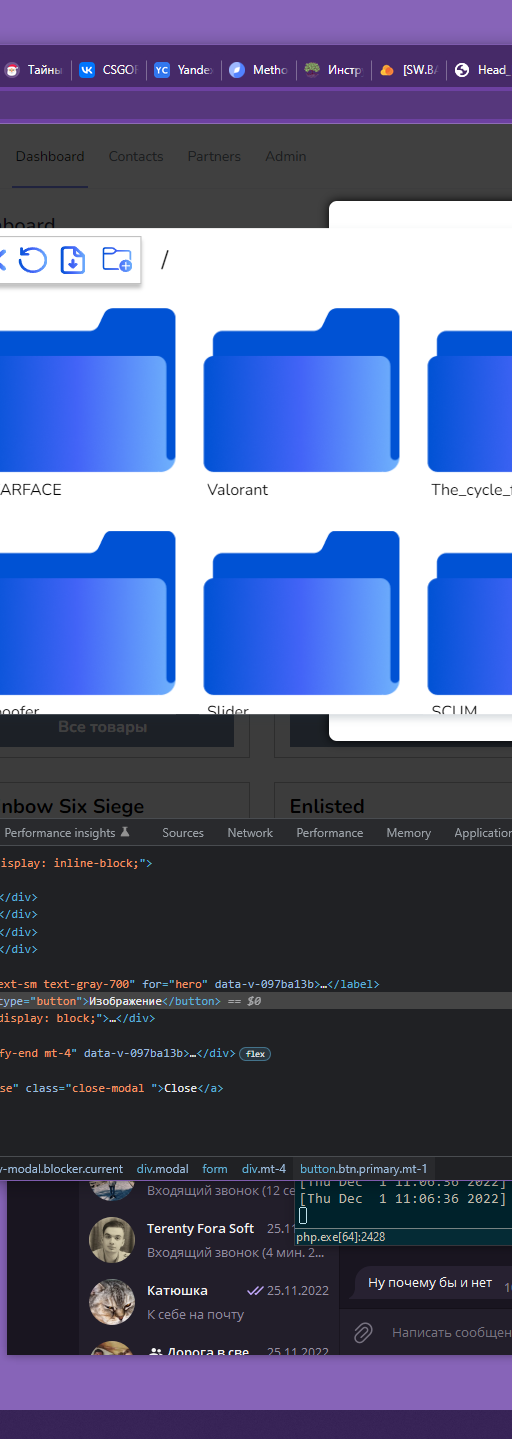 Тайны CSGO Yande Metho Инстр [SW.BA Head_
Dashboard Contacts Partners Admin
board
/
ARFACE Valorant The_cycle_
oofer Slider SCUM
Все товары
nbow Six Siege Enlisted
Performance insights Sources Network Performance Memory Application
isplay: inline-block;">
</div>
</div>
</div>
</div>
ext-sm text-gray-700" for="hero" data-v-097ba13b>…</label>
type="button">Изображение</button> == $0
display: block;">…</div>
fy-end mt-4" data-v-097ba13b>…</div> flex
se" class="close-modal ">Close</a>
y-modal.blocker.current div.modal form div.mt-4 button.btn.primary.mt-1
[Thu Dec 1 11:06:36 2022]
Входящий звонок (12 се
[Thu Dec 1 11:06:36 2022]
Terenty Fora Soft 25.11
php.exe[64]:2428
Входящий звонок (4 мин. 2...
Ну почему бы и нет
Катюшка 25.11.2022
К себе на почту
Написать сообщен
Дорога в све 25.11.2022